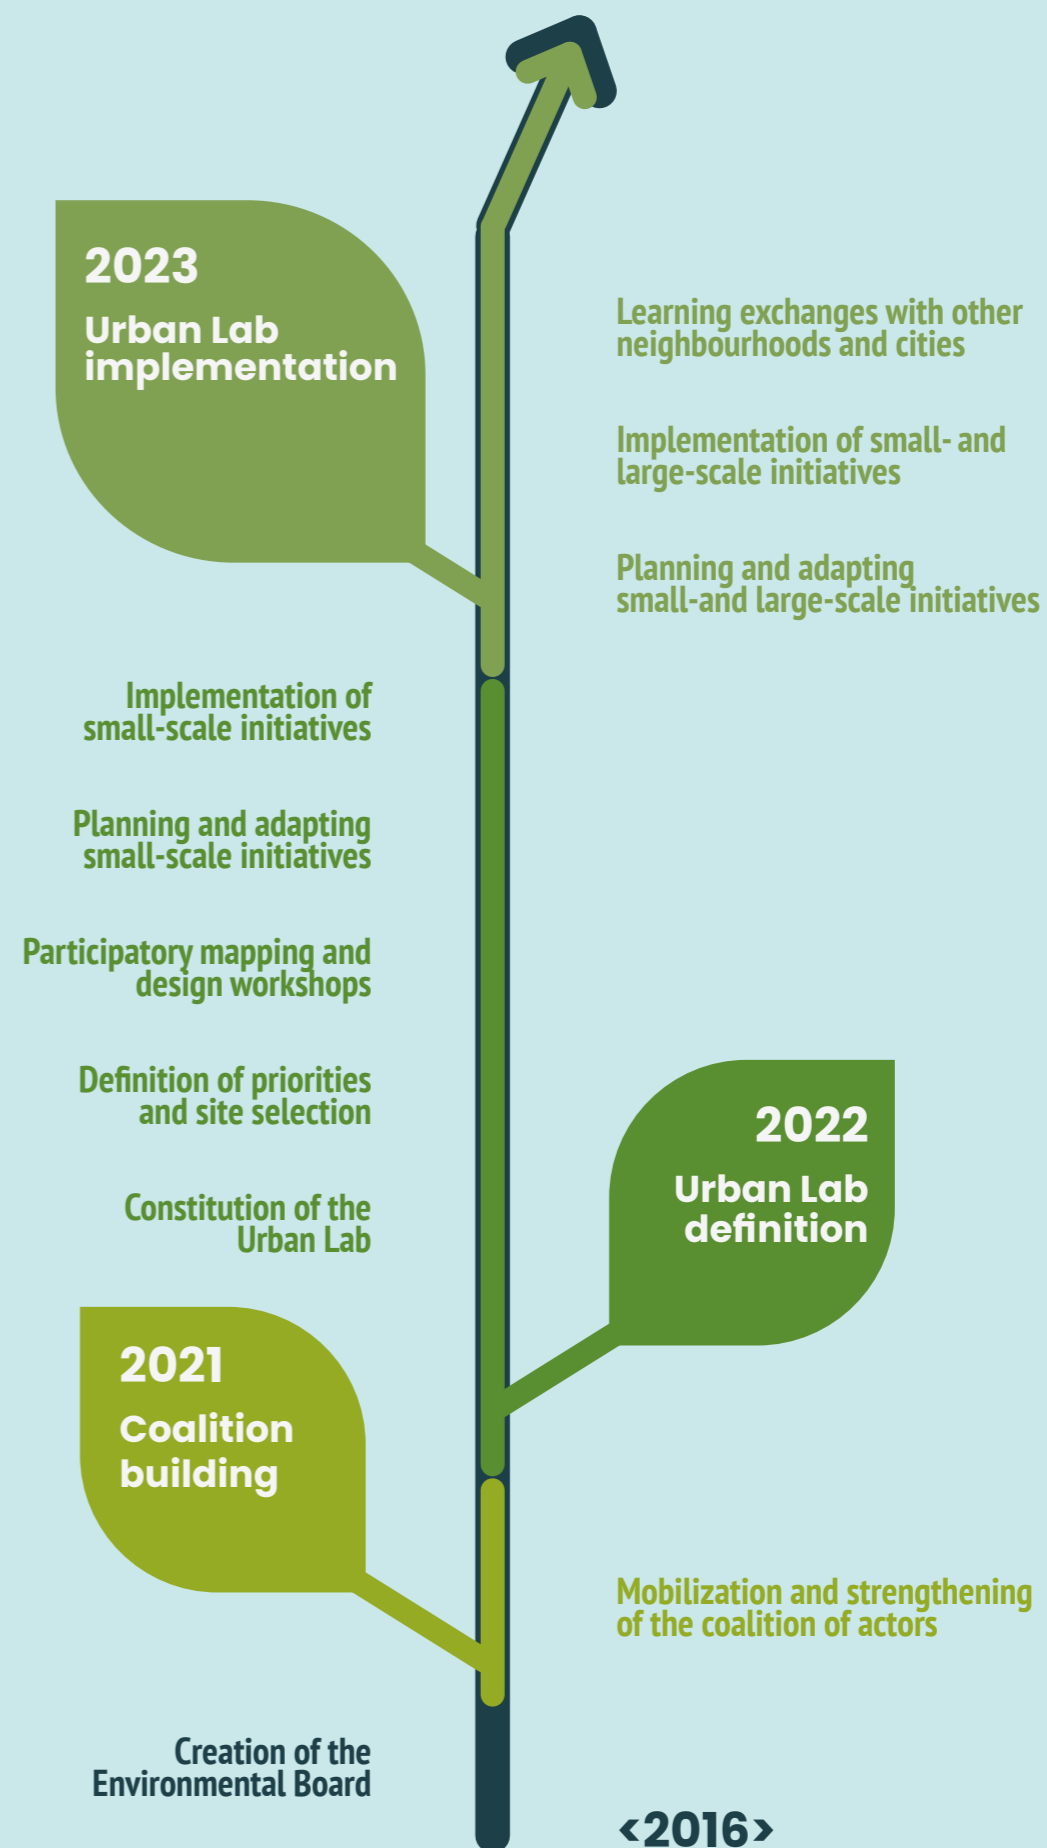 2023
Urban Lab
implementation
Learning exchanges with other
neighbourhoods and cities
Implementation of small- and
large-scale initiatives
Planning and adapting
small-and large-scale initiatives
Implementation of
small-scale initiatives
Planning and adapting
small-scale initiatives
Participatory mapping and
design workshops
Definition of priorities
and site selection
Constitution of the
Urban Lab
2022
Urban Lab
definition
2021
Coalition
building
Mobilization and strengthening
of the coalition of actors
Creation of the
Environmental Board
<2016>